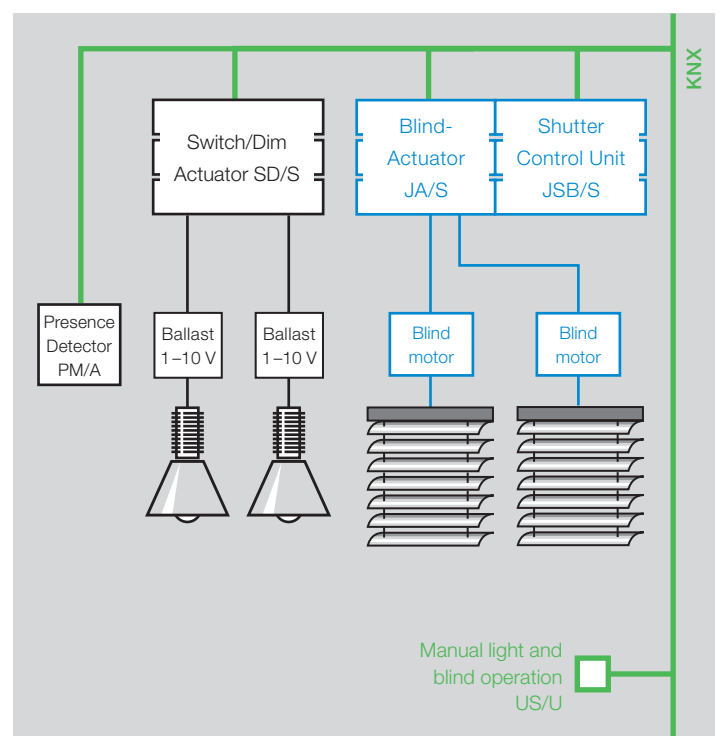 KNX
Switch/Dim
Actuator SD/S
Blind-
Actuator
JA/S
Shutter
Control Unit
JSB/S
Presence
Detector
PM/A
Ballast
1–10 V
Ballast
1–10 V
Blind
motor
Blind
motor
Manual light and
blind operation
US/U